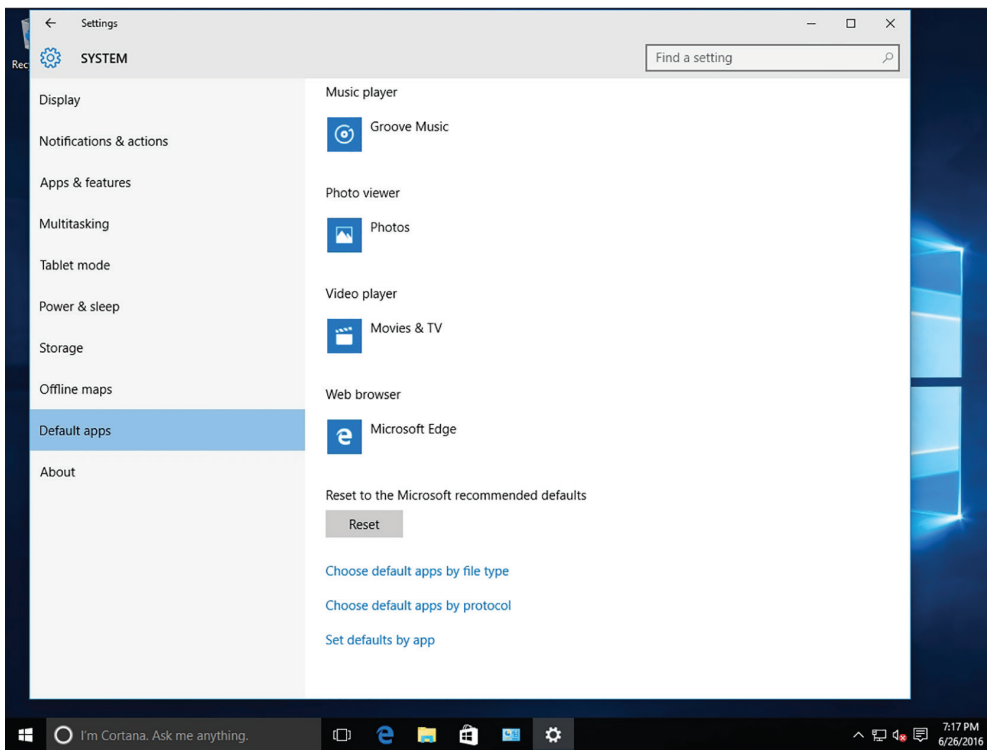 Settings
Rec
SYSTEM
Find a setting
Display
Notifications & actions
Apps & features
Multitasking
Tablet mode
Power & sleep
Storage
Offline maps
Default apps
About
Music player
Groove Music
Photo viewer
Photos
Video player
Movies & TV
Web browser
Microsoft Edge
Reset to the Microsoft recommended defaults
Reset
Choose default apps by file type
Choose default apps by protocol
Set defaults by app
I'm Cortana. Ask me anything.
7:17 PM
6/26/2016